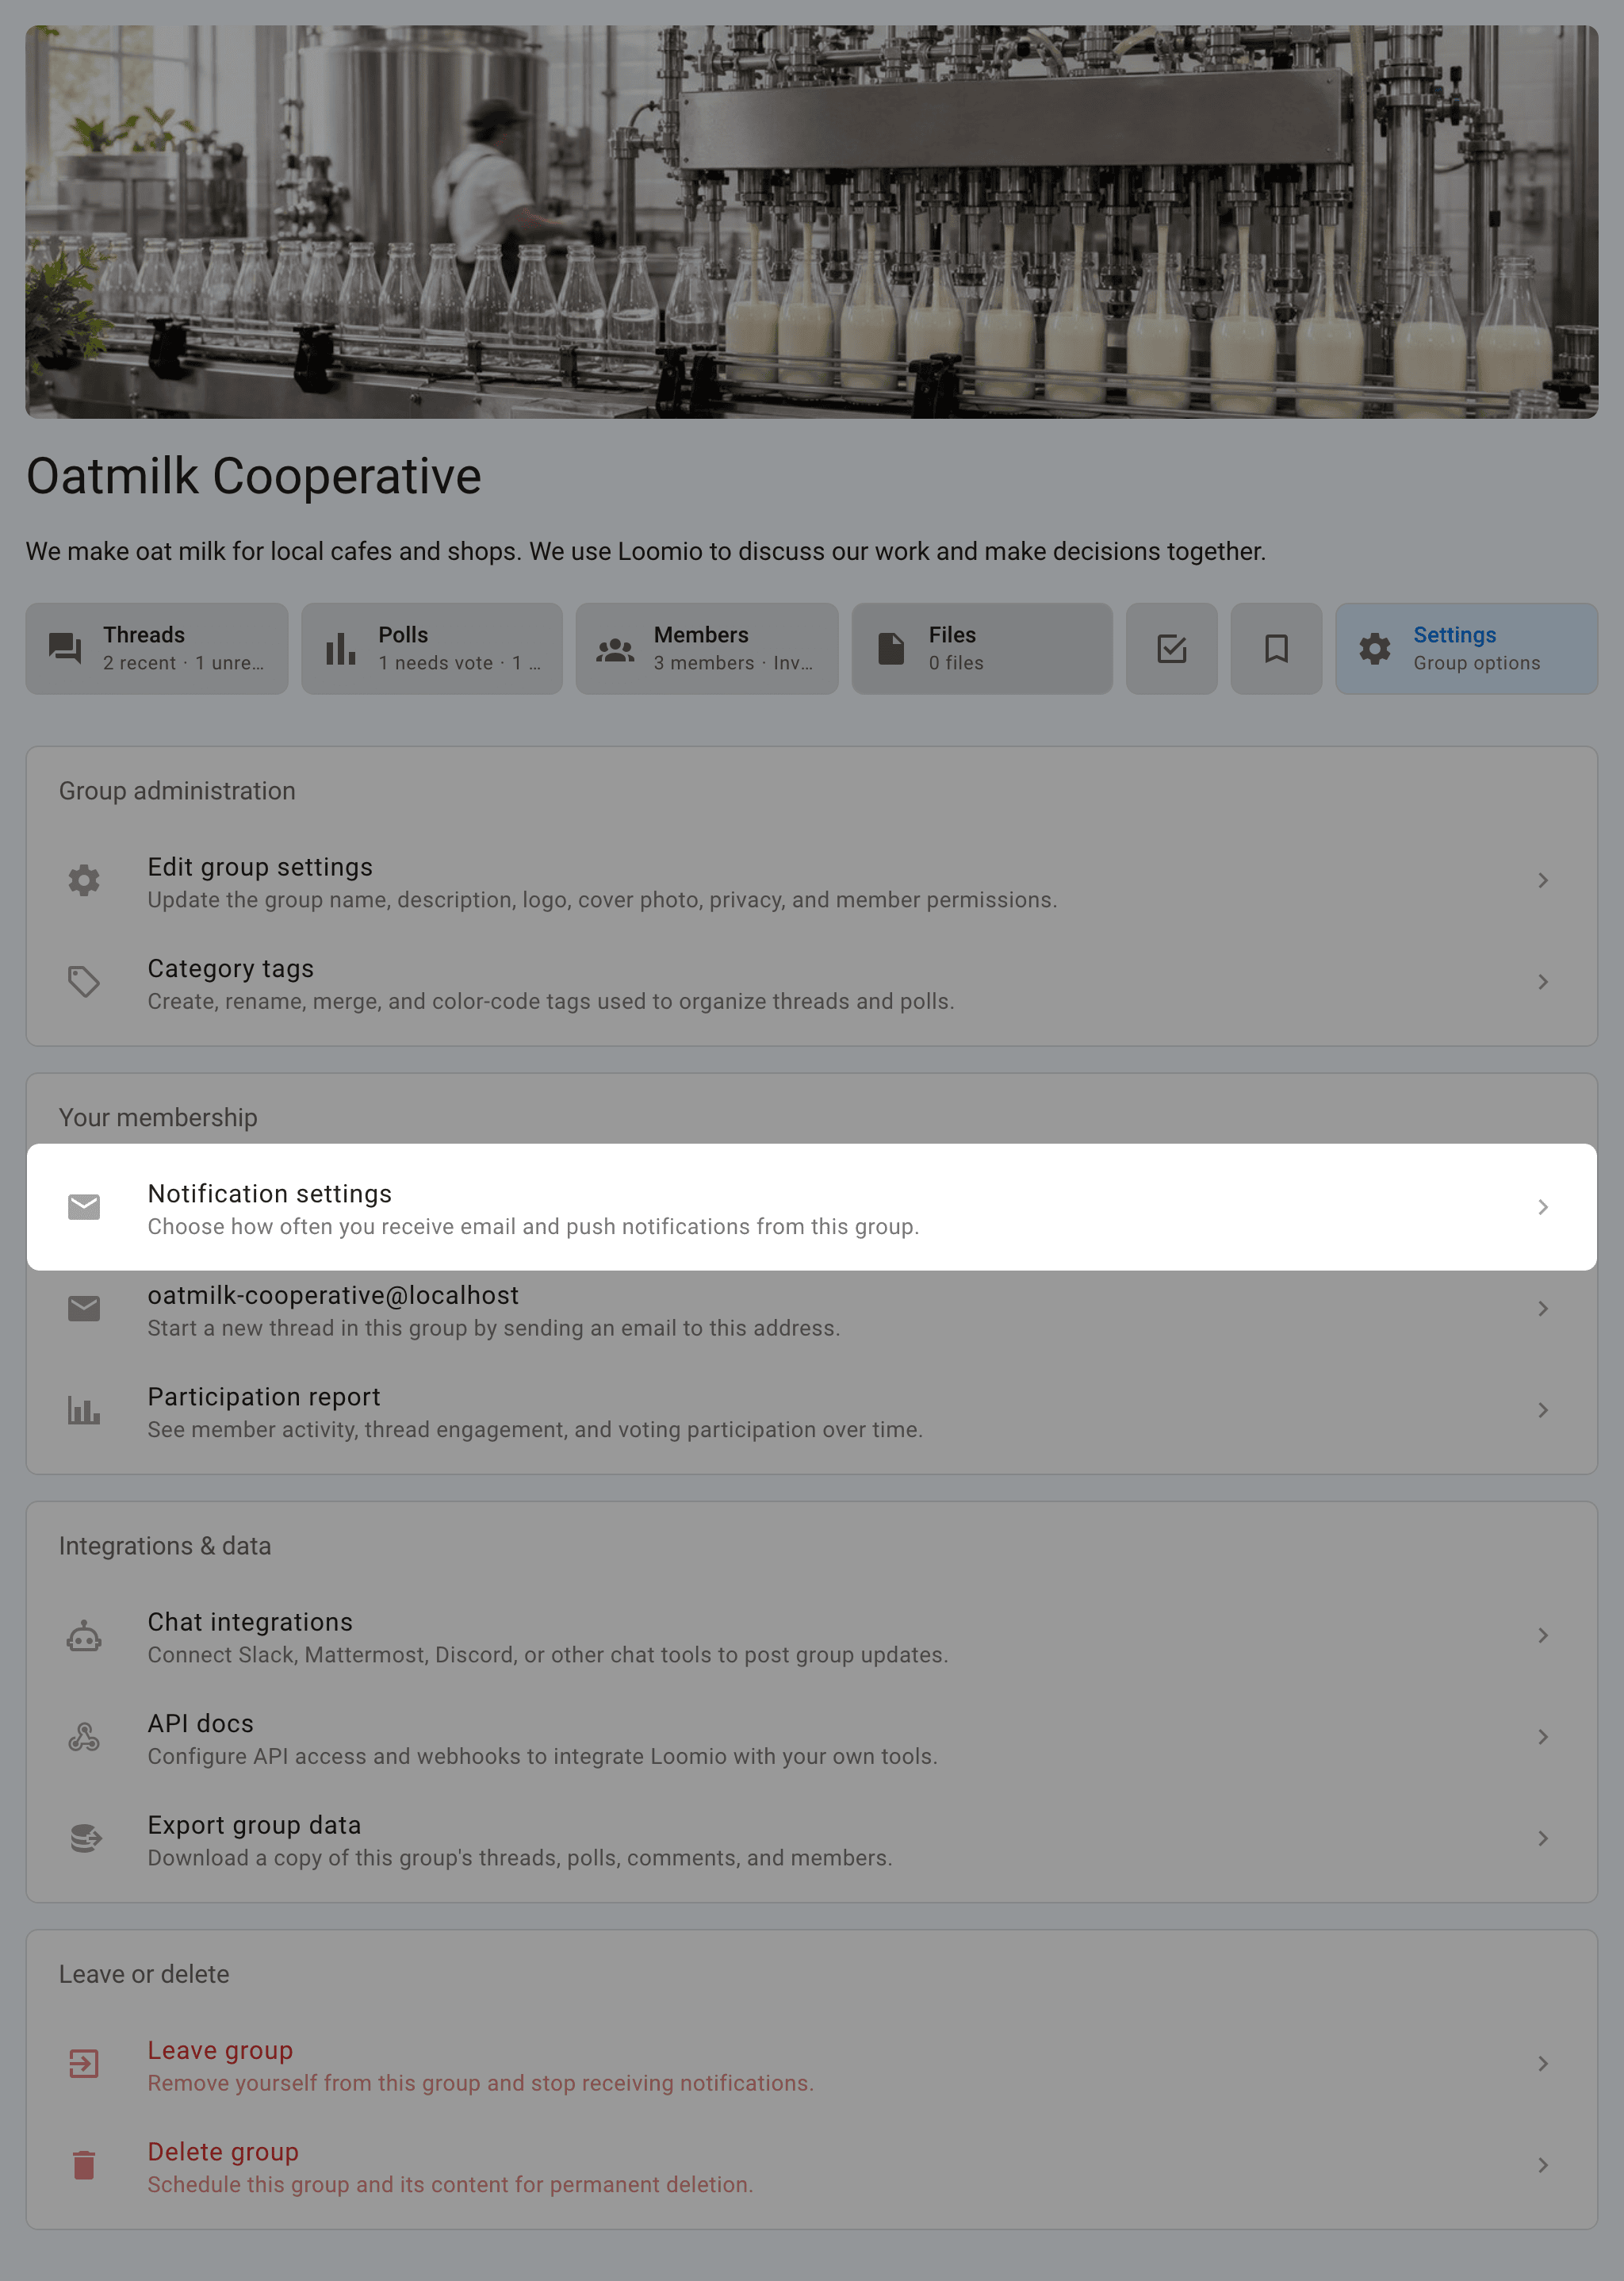 Oatmilk Cooperative
We make oat milk for local cafes and shops. We use Loomio to discuss our work and make decisions together.
Threads
2 recent · 1 unre...
Polls
1 needs vote · 1 ...
Members
3 members · Inv...
Files
0 files
Settings
Group options
Group administration
Edit group settings
Update the group name, description, logo, cover photo, privacy, and member permissions.
Category tags
Create, rename, merge, and color-code tags used to organize threads and polls.
Your membership
Notification settings
Choose how often you receive email and push notifications from this group.
oatmilk-cooperative@localhost
Start a new thread in this group by sending an email to this address.
Participation report
See member activity, thread engagement, and voting participation over time.
Integrations & data
Chat integrations
Connect Slack, Mattermost, Discord, or other chat tools to post group updates.
API docs
Configure API access and webhooks to integrate Loomio with your own tools.
Export group data
Download a copy of this group's threads, polls, comments, and members.
Leave or delete
Leave group
Remove yourself from this group and stop receiving notifications.
Delete group
Schedule this group and its content for permanent deletion.